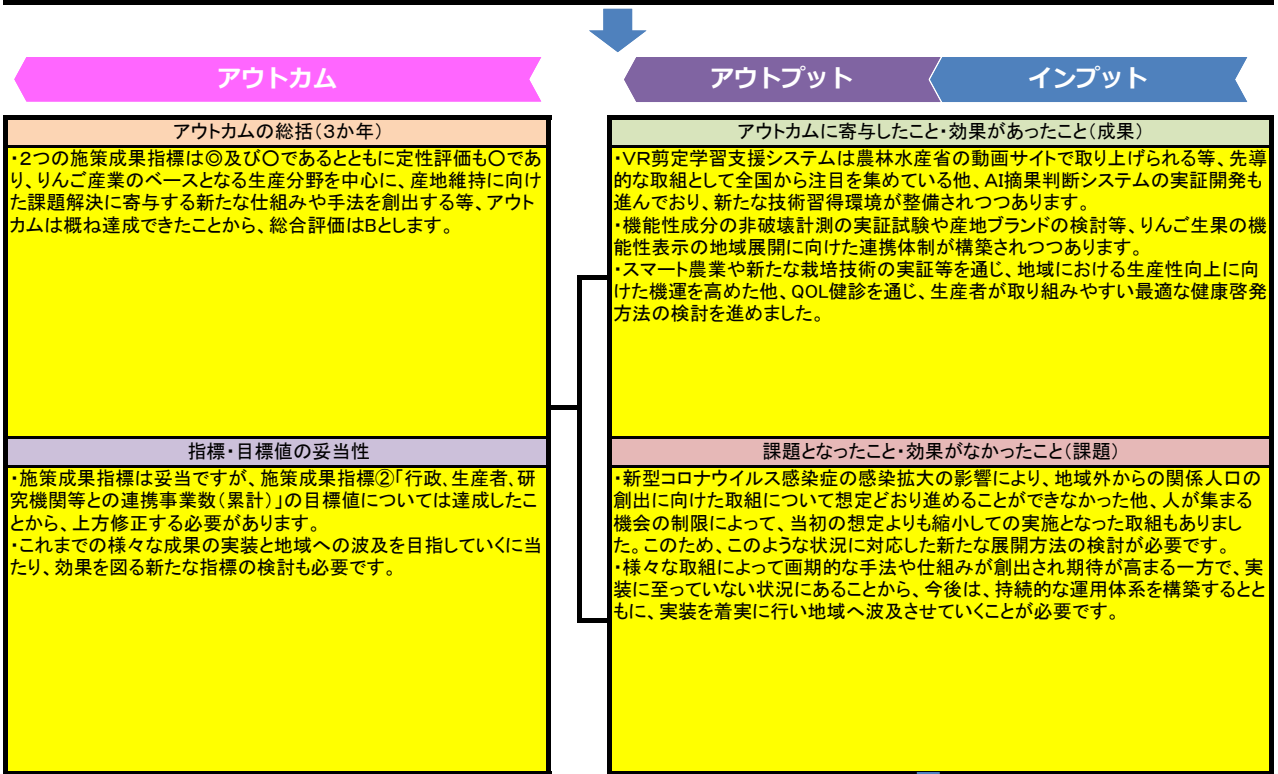 アウトカム
アウトプット
インプット
アウトカムの総括(3か年)
・2つの施策成果指標は◎及び〇であるとともに定性評価も〇であ
り、りんご産業のベースとなる生産分野を中心に、産地維持に向け
た課題解決に寄与する新たな仕組みや手法を創出する等、アウト
カムは概ね達成できたことから、総合評価はBとします。
指標・目標値の妥当性
・施策成果指標は妥当ですが、施策成果指標②「行政、生産者、研
究機関等との連携事業数(累計)」の目標値については達成したこ
とから、上方修正する必要があります。
・これまでの様々な成果の実装と地域への波及を目指していくに当
たり、効果を図る新たな指標の検討も必要です。
アウトカムに寄与したこと・効果があったこと(成果)
・VR剪定学習支援システムは農林水産省の動画サイトで取り上げられる等、先導
的な取組として全国から注目を集めている他、AI摘果判断システムの実証開発も
進んでおり、新たな技術習得環境が整備されつつあります。
・機能性成分の非破壊計測の実証試験や産地ブランドの検討等、りんご生果の機
能性表示の地域展開に向けた連携体制が構築されつつあります。
・スマート農業や新たな栽培技術の実証等を通じ、地域における生産性向上に向
けた機運を高めた他、QOL健診を通じ、生産者が取り組みやすい最適な健康啓発
方法の検討を進めました。
課題となったこと・効果がなかったこと(課題)
・新型コロナウイルス感染症の感染拡大の影響により、地域外からの関係人口の
創出に向けた取組について想定どおり進めることができなかった他、人が集まる
機会の制限によって、当初の想定よりも縮小しての実施となった取組もありまし
た。このため、このような状況に対応した新たな展開方法の検討が必要です。
・様々な取組によって画期的な手法や仕組みが創出され期待が高まる一方で、実
装に至っていない状況にあることから、今後は、持続的な運用体系を構築するとと
もに、実装を着実に行い地域へ波及させていくことが必要です。